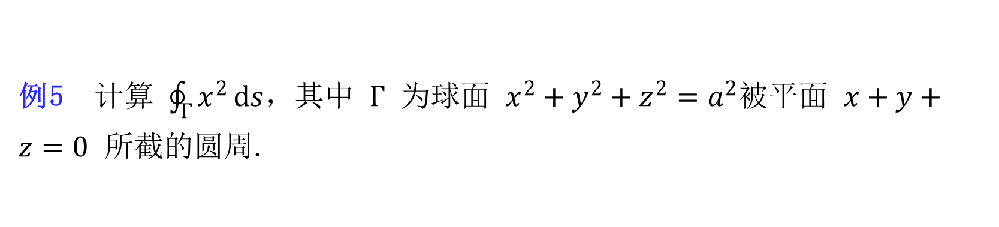 例5 计算 ∮_Γ x² ds，其中 Γ 为球面 x² + y² + z² = a²被平面 x + y +
z = 0 所截的圆周.